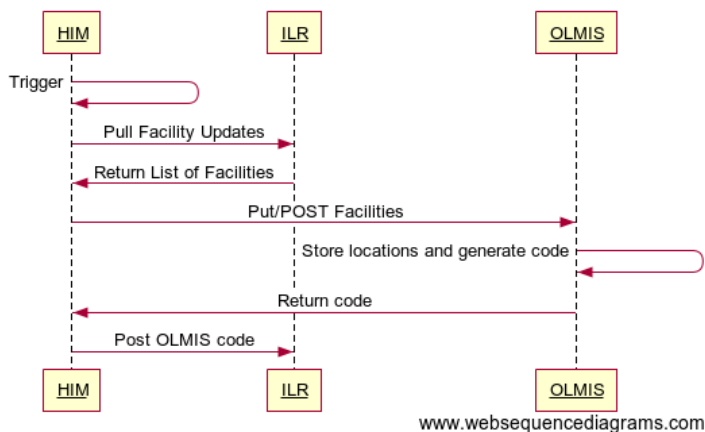 HIM ILR OLMIS
Trigger
Pull Facility Updates
Return List of Facilities
Put/POST Facilities
Store locations and generate code
Return code
Post OLMIS code
HIM ILR OLMIS
www.websequencediagrams.com